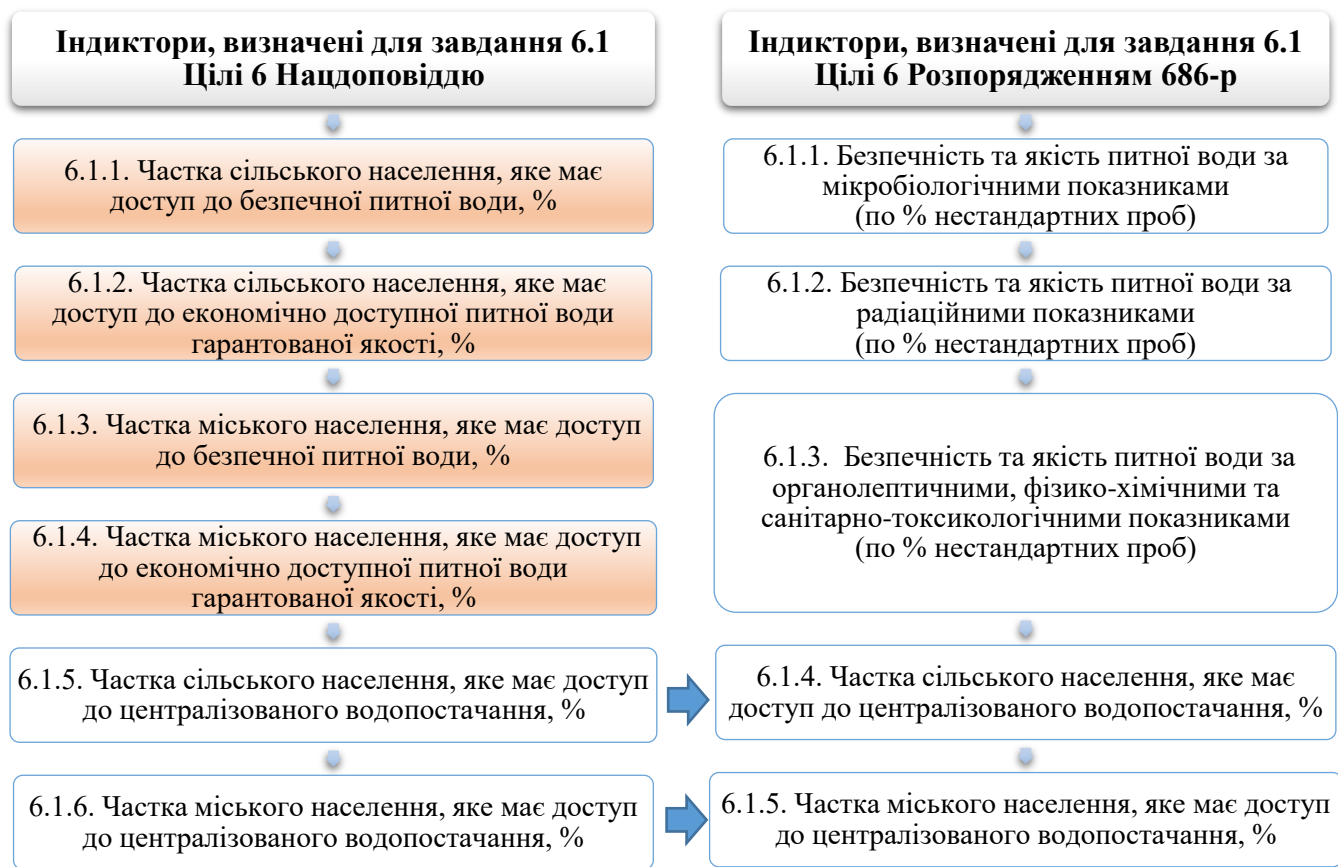 Індиктори, визначені для завдання 6.1
Цілі 6 Нацдоповіддю
6.1.1. Частка сільського населення, яке має
доступ до безпечної питної води, %
6.1.2. Частка сільського населення, яке має
доступ до економічно доступної питної води
гарантованої якості, %
6.1.3. Частка міського населення, яке має доступ
до безпечної питної води, %
6.1.4. Частка міського населення, яке має доступ
до економічно доступної питної води
гарантованої якості, %
6.1.5. Частка сільського населення, яке має доступ
до централізованого водопостачання, %
6.1.6. Частка міського населення, яке має доступ
до централізованого водопостачання, %
Індиктори, визначені для завдання 6.1
Цілі 6 Розпорядженням 686-р
6.1.1. Безпечність та якість питної води за
мікробіологічними показниками
(по % нестандартних проб)
6.1.2. Безпечність та якість питної води за
радіаційними показниками
(по % нестандартних проб)
6.1.3. Безпечність та якість питної води за
органолептичними, фізико-хімічними та
санітарно-токсикологічними показниками
(по % нестандартних проб)
6.1.4. Частка сільського населення, яке має
доступ до централізованого водопостачання, %
6.1.5. Частка міського населення, яке має доступ
до централізованого водопостачання, %